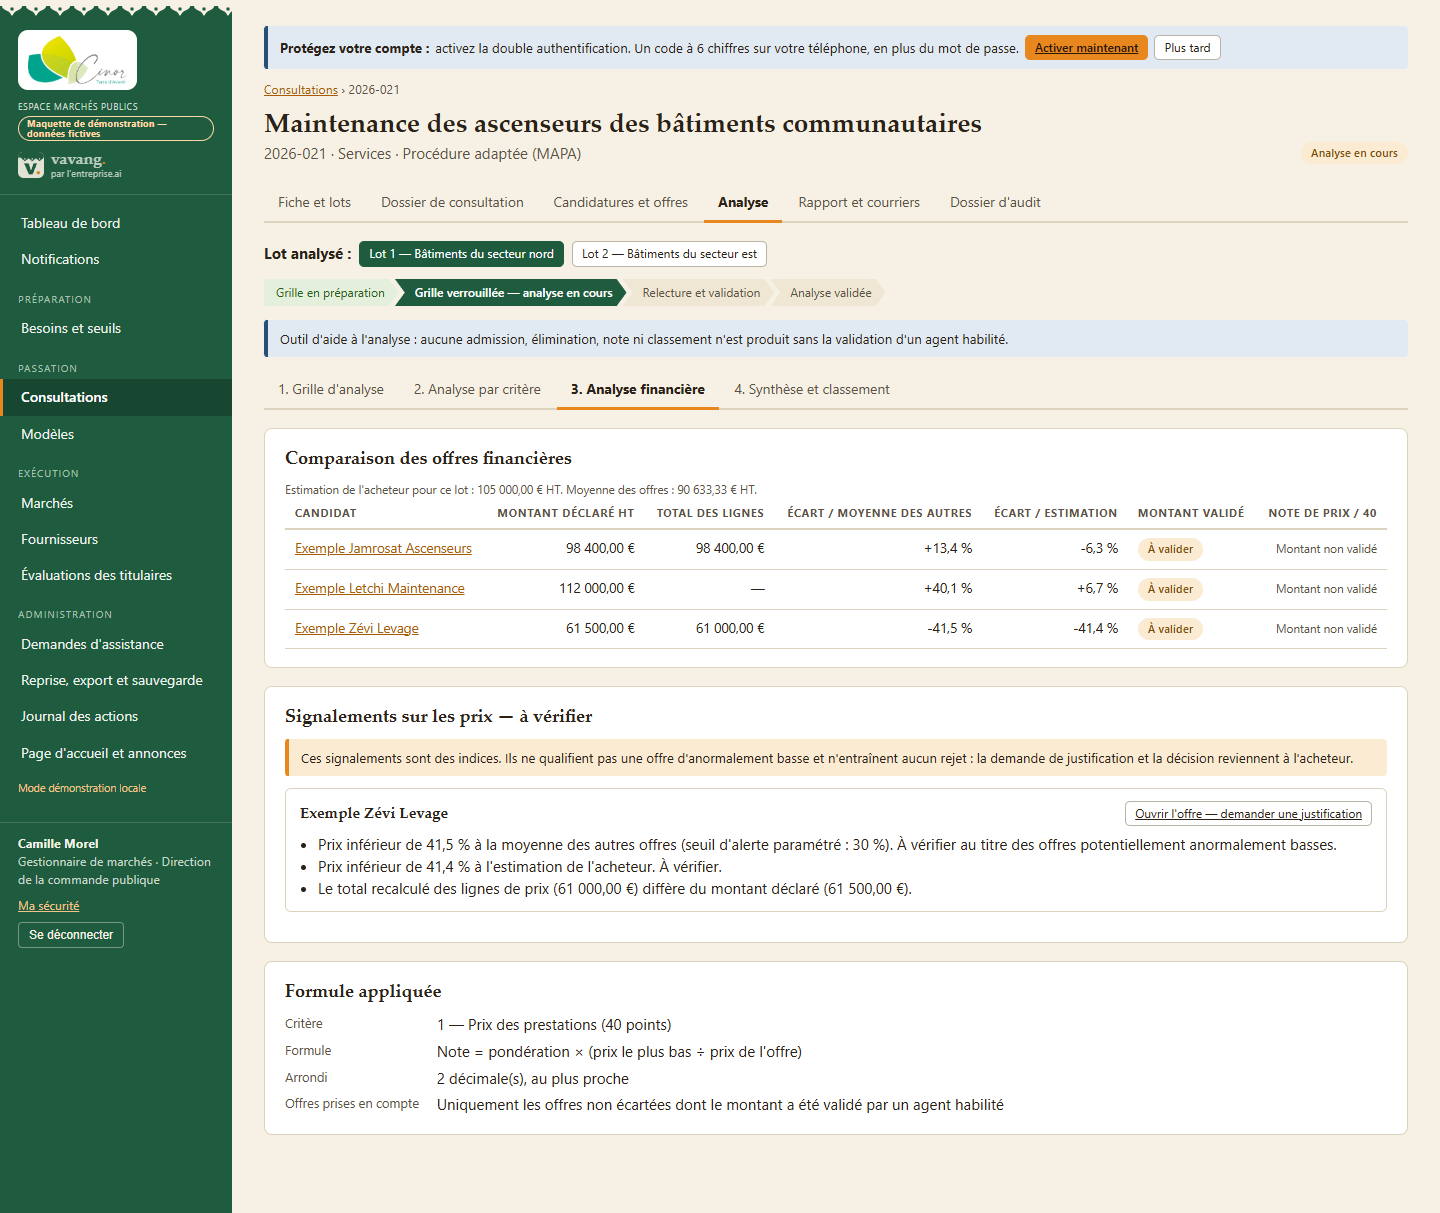 Cinor
Terre d'Avenir
ESPACE MARCHÉS PUBLICS
Maquette de démonstration —
données fictives
vavang.
par l'entreprise.ai
Tableau de bord
Notifications
PRÉPARATION
Besoins et seuils
PASSATION
Consultations
Modèles
EXÉCUTION
Marchés
Fournisseurs
Évaluations des titulaires
ADMINISTRATION
Demandes d'assistance
Reprise, export et sauvegarde
Journal des actions
Page d'accueil et annonces
Mode démonstration locale
Camille Morel
Gestionnaire de marchés · Direction
de la commande publique
Ma sécurité
Se déconnecter
Protégez votre compte : activez la double authentification. Un code à 6 chiffres sur votre téléphone, en plus du mot de passe. Activer maintenant Plus tard
Consultations › 2026-021
Maintenance des ascenseurs des bâtiments communautaires
2026-021 · Services · Procédure adaptée (MAPA) Analyse en cours
Fiche et lots Dossier de consultation Candidatures et offres Analyse Rapport et courriers Dossier d'audit
Lot analysé : Lot 1 — Bâtiments du secteur nord Lot 2 — Bâtiments du secteur est
Grille en préparation Grille verrouillée — analyse en cours Relecture et validation Analyse validée
Outil d'aide à l'analyse : aucune admission, élimination, note ni classement n'est produit sans la validation d'un agent habilité.
1. Grille d'analyse 2. Analyse par critère 3. Analyse financière 4. Synthèse et classement
Comparaison des offres financières
Estimation de l'acheteur pour ce lot : 105 000,00 € HT. Moyenne des offres : 90 633,33 € HT.
CANDIDAT MONTANT DÉCLARÉ HT TOTAL DES LIGNES ÉCART / MOYENNE DES AUTRES ÉCART / ESTIMATION MONTANT VALIDÉ NOTE DE PRIX / 40
Exemple Jamrosat Ascenseurs 98 400,00 € 98 400,00 € +13,4 % -6,3 % À valider Montant non validé
Exemple Letchi Maintenance 112 000,00 € — +40,1 % +6,7 % À valider Montant non validé
Exemple Zévi Levage 61 500,00 € 61 000,00 € -41,5 % -41,4 % À valider Montant non validé
Signalements sur les prix — à vérifier
Ces signalements sont des indices. Ils ne qualifient pas une offre d'anormalement basse et n'entraînent aucun rejet : la demande de justification et la décision reviennent à l'acheteur.
Exemple Zévi Levage Ouvrir l'offre — demander une justification
• Prix inférieur de 41,5 % à la moyenne des autres offres (seuil d'alerte paramétré : 30 %). À vérifier au titre des offres potentiellement anormalement basses.
• Prix inférieur de 41,4 % à l'estimation de l'acheteur. À vérifier.
• Le total recalculé des lignes de prix (61 000,00 €) diffère du montant déclaré (61 500,00 €).
Formule appliquée
Critère 1 — Prix des prestations (40 points)
Formule Note = pondération × (prix le plus bas ÷ prix de l'offre)
Arrondi 2 décimale(s), au plus proche
Offres prises en compte Uniquement les offres non écartées dont le montant a été validé par un agent habilité